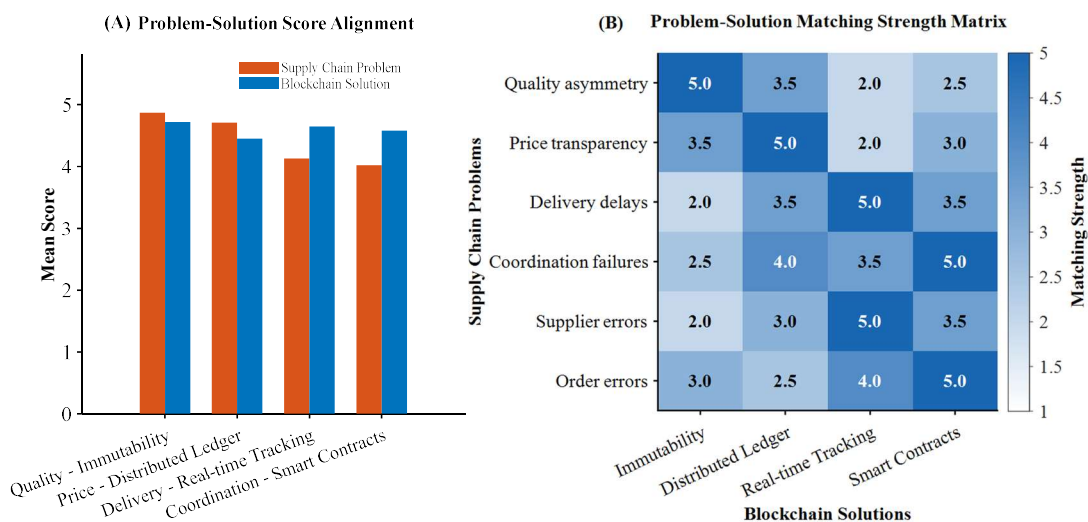 (A) Problem-Solution Score Alignment
Supply Chain Problem
Blockchain Solution
Mean Score
5
4
3
2
1
0
Quality - Immutability
Price - Distributed Ledger
Delivery - Real-time Tracking
Coordination - Smart Contracts
(B) Problem-Solution Matching Strength Matrix
Supply Chain Problems
Quality asymmetry 5.0 3.5 2.0 2.5
Price transparency 3.5 5.0 2.0 3.0
Delivery delays 2.0 3.5 5.0 3.5
Coordination failures 2.5 4.0 3.5 5.0
Supplier errors 2.0 3.0 5.0 3.5
Order errors 3.0 2.5 4.0 5.0
Immutability
Distributed Ledger
Real-time Tracking
Smart Contracts
Blockchain Solutions
5
4.5
4
3.5
3
2.5
2
1.5
1
Matching Strength